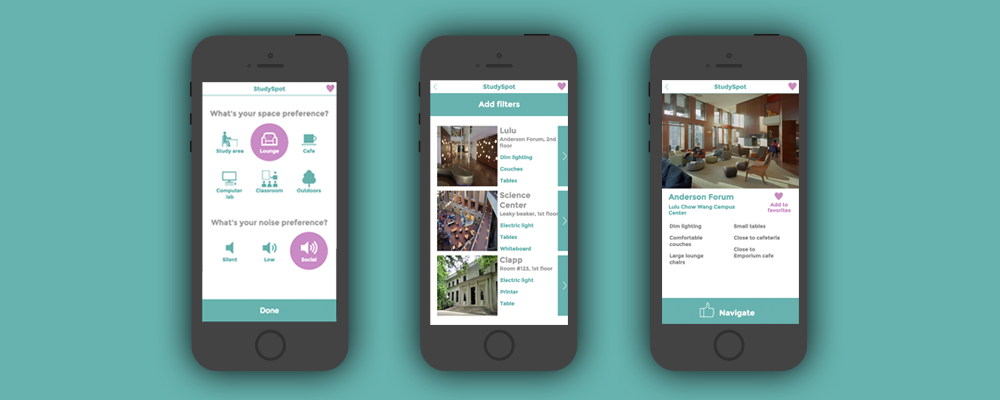 StudySpot
What's your space preference?
Study area
Lounge
Cafe
Computer
lab
Classroom
Outdoors
What's your noise preference?
Silent
Low
Social
Done
StudySpot
Add filters
Lulu
Anderson Forum, 2nd
floor
Dim lighting
Couches
Tables
Science
Center
Leaky beaker, 1st floor
Electric light
Tables
Whiteboard
Clapp
Room #123, 1st floor
Electric light
Printer
Table
StudySpot
Anderson Forum
Lulu Chow Wang Campus
Center
Add to
favorites
Dim lighting
Comfortable
couches
Large lounge
chairs
Small tables
Close to cafeteria
Close to
Emporium cafe
Navigate